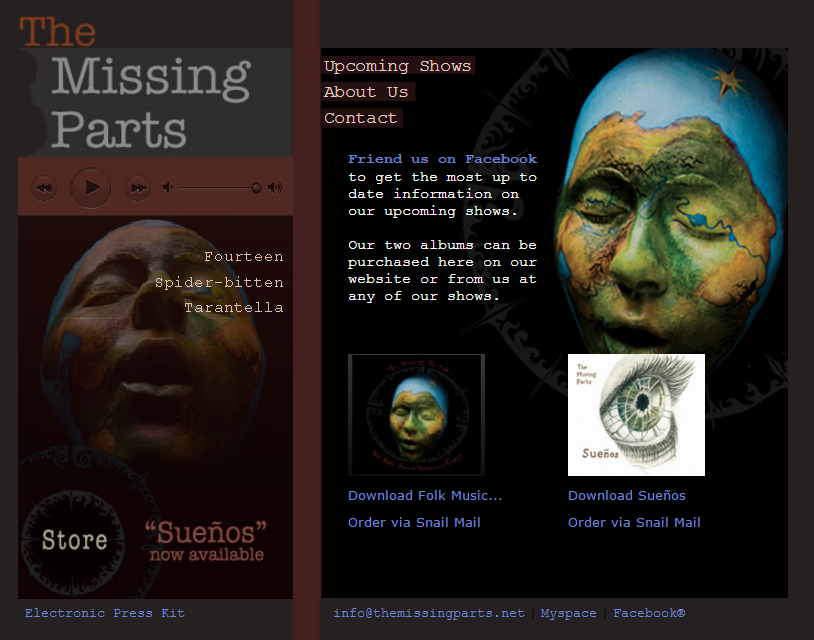 The
Missing
Parts
Fourteen
Spider-bitten
Tarantella
Store
“Sueños”
now available
Electronic Press Kit
Upcoming Shows
About Us
Contact
Friend us on Facebook
to get the most up to
date information on
our upcoming shows.
Our two albums can be
purchased here on our
website or from us at
any of our shows.
The
Missing
Parts
Sueños
Download Folk Music...
Order via Snail Mail
Download Sueños
Order via Snail Mail
info@themissingparts.net | Myspace | Facebook®